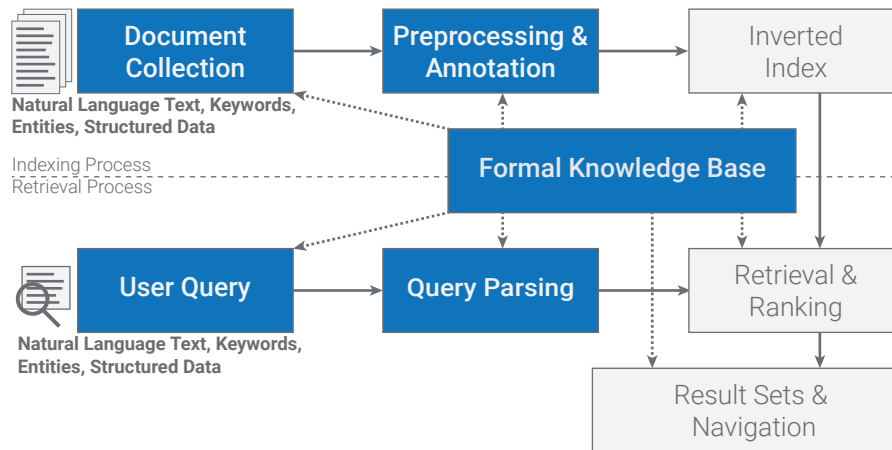 Document
Collection
Preprocessing &
Annotation
Inverted
Index
Natural Language Text, Keywords,
Entities, Structured Data
Formal Knowledge Base
Indexing Process
Retrieval Process
User Query
Query Parsing
Retrieval &
Ranking
Natural Language Text, Keywords,
Entities, Structured Data
Result Sets &
Navigation